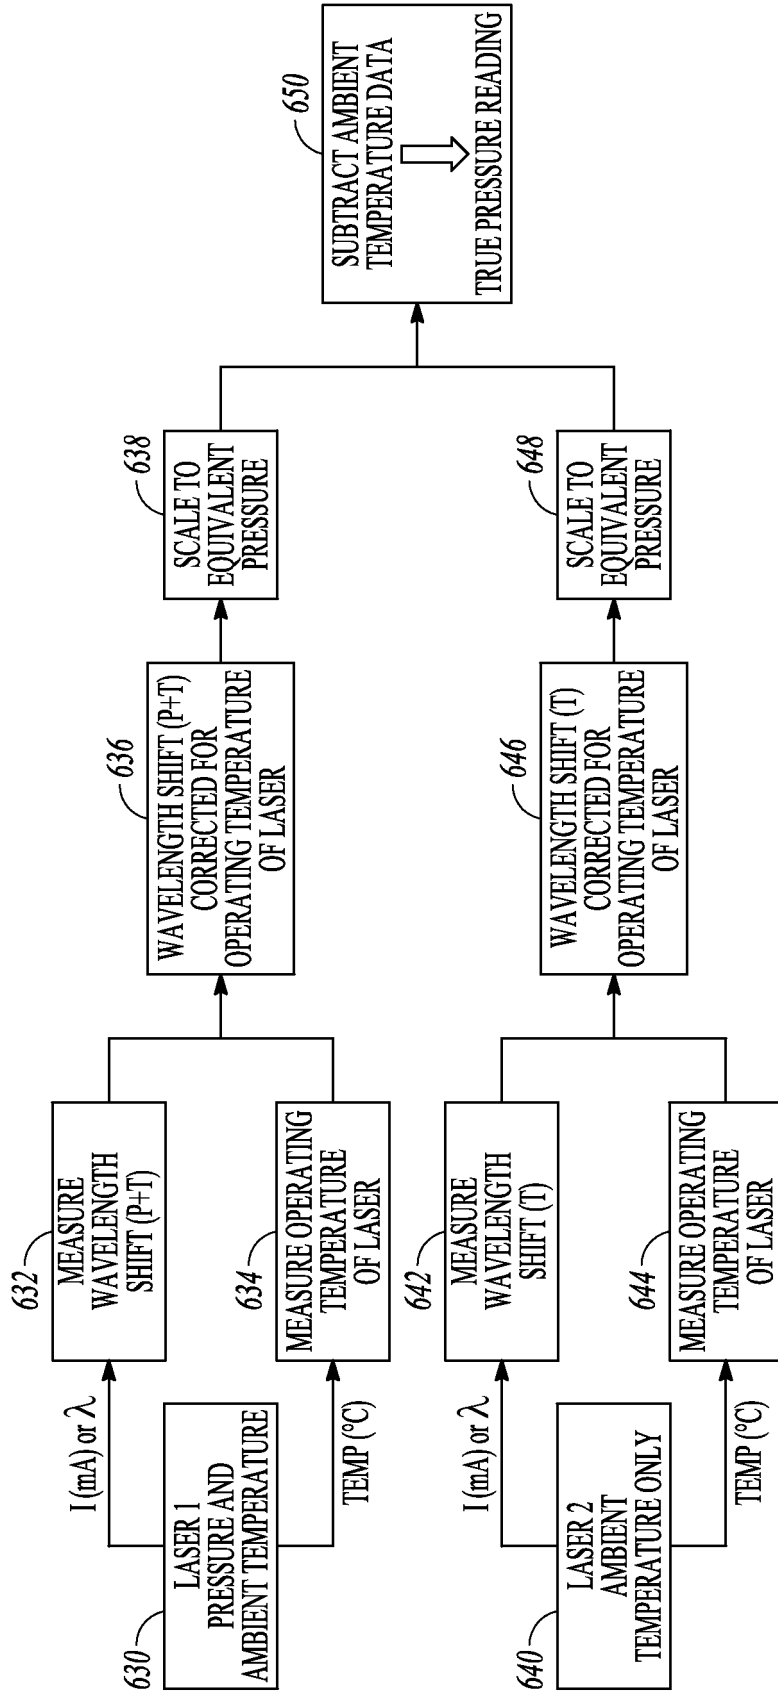 630
LASER 1
PRESSURE AND
AMBIENT TEMPERATURE
I (mA) or λ
TEMP (°C)
632
MEASURE
WAVELENGTH
SHIFT (P+T)
634
MEASURE OPERATING
TEMPERATURE
OF LASER
636
WAVELENGTH SHIFT (P+T)
CORRECTED FOR
OPERATING TEMPERATURE
OF LASER
638
SCALE TO
EQUIVALENT
PRESSURE
640
LASER 2
AMBIENT
TEMPERATURE ONLY
I (mA) or λ
TEMP (°C)
642
MEASURE
WAVELENGTH
SHIFT (T)
644
MEASURE OPERATING
TEMPERATURE
OF LASER
646
WAVELENGTH SHIFT (T)
CORRECTED FOR
OPERATING TEMPERATURE
OF LASER
648
SCALE TO
EQUIVALENT
PRESSURE
650
SUBTRACT AMBIENT
TEMPERATURE DATA
TRUE PRESSURE READING